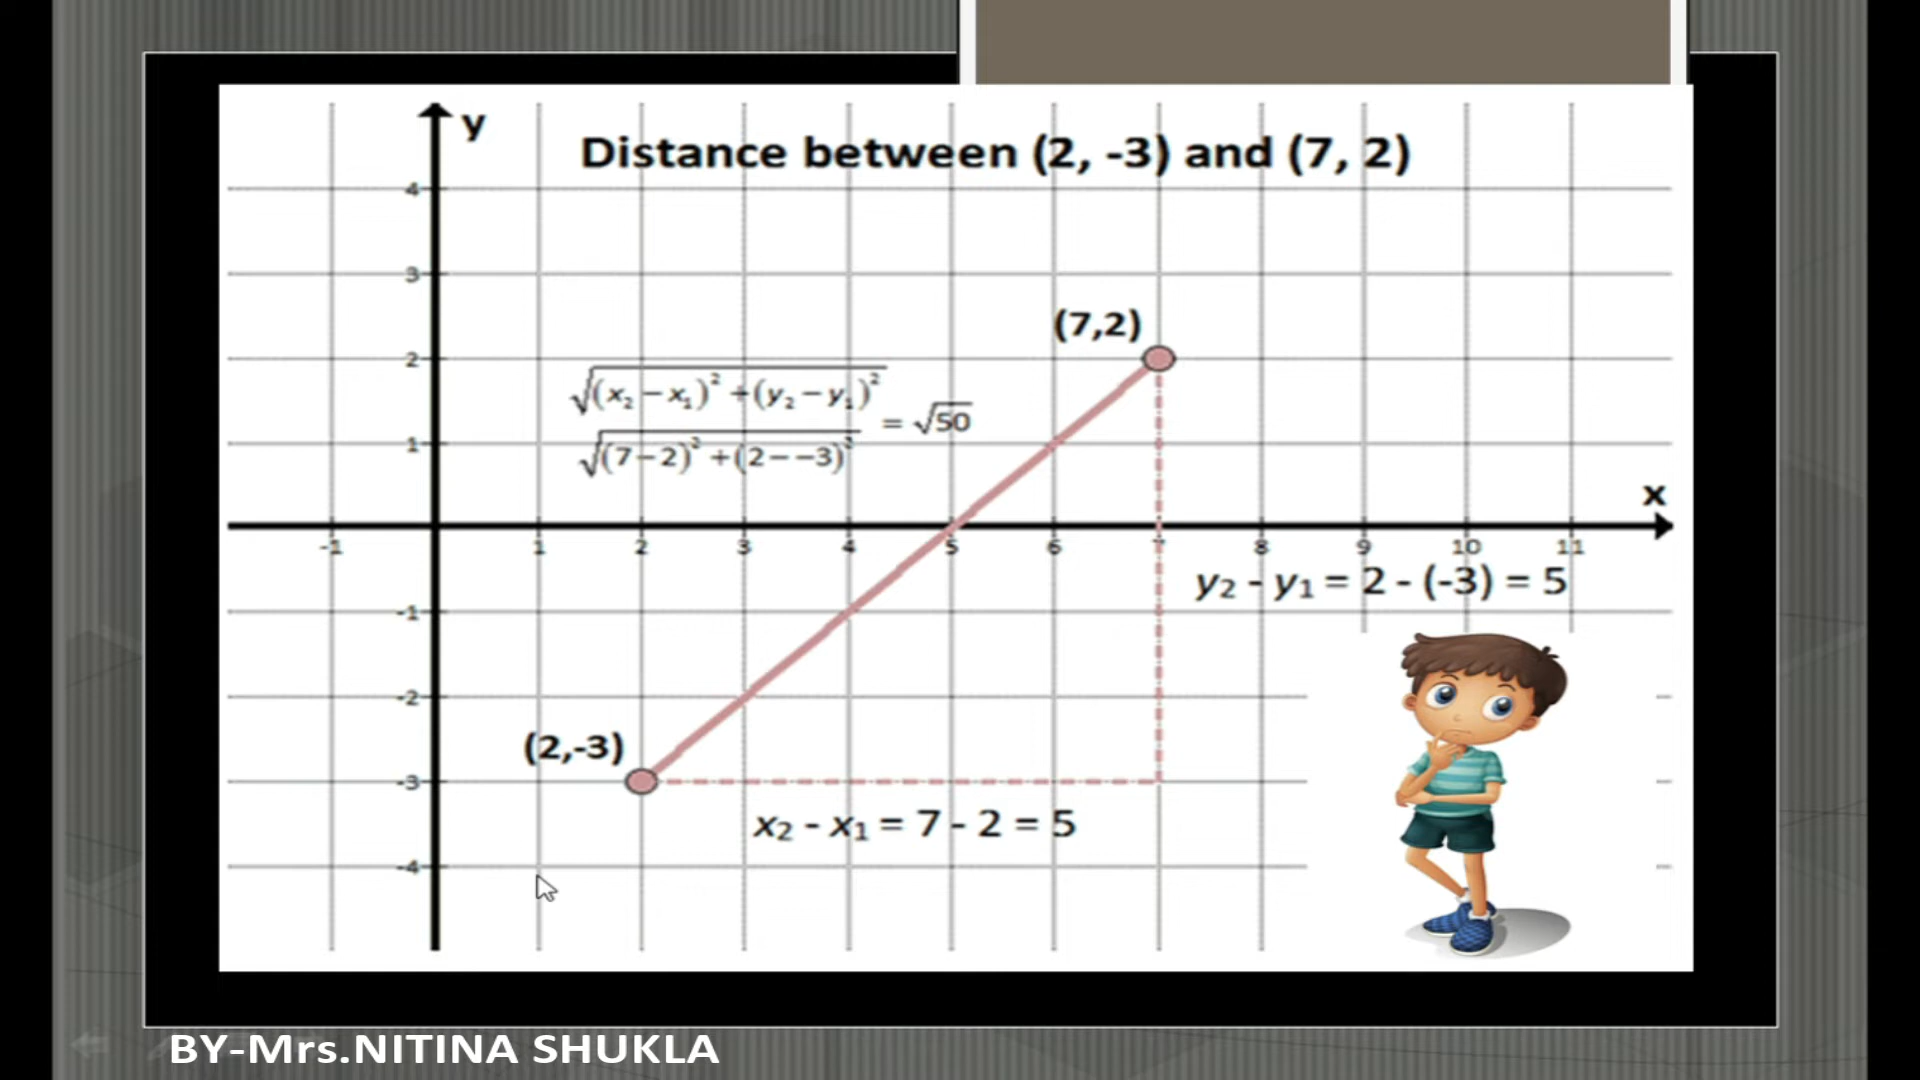 y
Distance between (2, -3) and (7, 2)
4
3
(7,2)
2
√(x₂ − x₁)² + (y₂ − y₁)²
= √50
1
√(7 − 2)² + (2 − −3)²
x
-1 1 2 3 4 5 6 8 9 10 11
y₂ - y₁ = 2 - (-3) = 5
-1
-2
(2,-3)
-3
x₂ - x₁ = 7 - 2 = 5
-4
BY-Mrs.NITINA SHUKLA